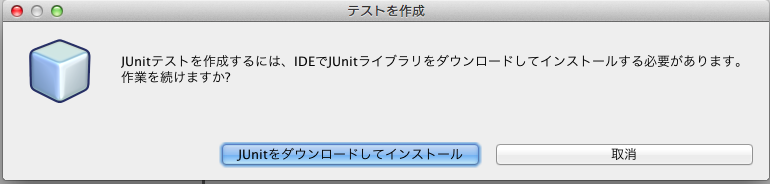 テストを作成
JUnitテストを作成するには、IDEでJUnitライブラリをダウンロードしてインストールする必要があります。
作業を続けますか?
JUnitをダウンロードしてインストール
取消